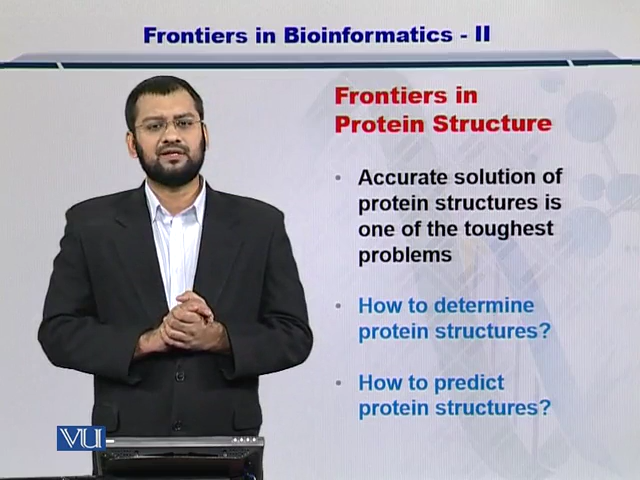 Frontiers in Bioinformatics - II
Frontiers in
Protein Structure
• Accurate solution of
protein structures is
one of the toughest
problems
• How to determine
protein structures?
• How to predict
protein structures?
VU